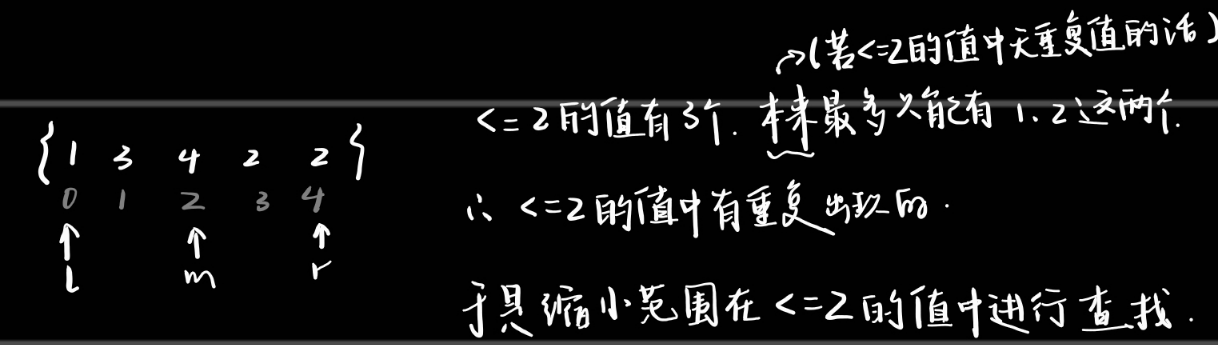 →(若<=2的值中无重复值的话)
<=2的值有3个. 本来最多只能有 1. 2这两个.
{ 1 3 4 2 2 }
0 1 2 3 4
∴ <=2的值中有重复出现的.
L m r
于是缩小范围在<=2的值中进行查找.